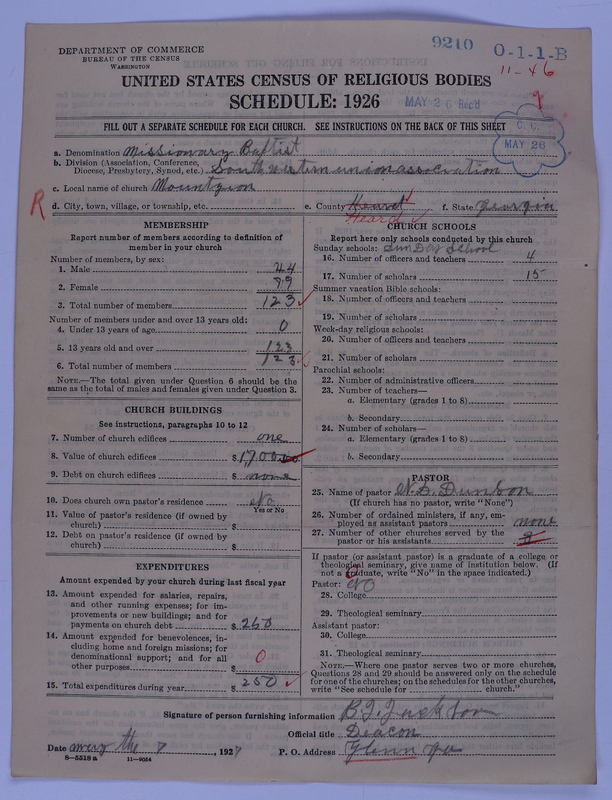 DEPARTMENT OF COMMERCE
BUREAU OF THE CENSUS
WASHINGTON
9210 O-1-1-B
11-46
UNITED STATES CENSUS OF RELIGIOUS BODIES
SCHEDULE: 1926
MAY 26 Rec'd
C. C.
MAY 26
FILL OUT A SEPARATE SCHEDULE FOR EACH CHURCH. SEE INSTRUCTIONS ON THE BACK OF THIS SHEET
a. Denomination Missionary Baptist
b. Division (Association, Conference, Diocese, Presbytery, Synod, etc.) South western union association
c. Local name of church Mountzion
R d. City, town, village, or township, etc. e. County Heard f. State Georgia
Heard
MEMBERSHIP
Report number of members according to definition of member in your church
Number of members, by sex:
1. Male 44
2. Female 79
3. Total number of members 123
Number of members under and over 13 years old:
4. Under 13 years of age 0
5. 13 years old and over 123
6. Total number of members 123
NOTE.—The total given under Question 6 should be the same as the total of males and females given under Question 3.
CHURCH BUILDINGS
See instructions, paragraphs 10 to 12
7. Number of church edifices one
8. Value of church edifices $1700
9. Debt on church edifices $ none
10. Does church own pastor's residence No
Yes or No
11. Value of pastor's residence (if owned by church) $
12. Debt on pastor's residence (if owned by church) $
EXPENDITURES
Amount expended by your church during last fiscal year
13. Amount expended for salaries, repairs, and other running expenses; for improvements or new buildings; and for payments on church debt $ 250
14. Amount expended for benevolences, including home and foreign missions; for denominational support; and for all other purposes $ 0
15. Total expenditures during year $ 250
CHURCH SCHOOLS
Report here only schools conducted by this church
Sunday schools: Sun Day School
16. Number of officers and teachers 4
17. Number of scholars 15
Summer vacation Bible schools:
18. Number of officers and teachers
19. Number of scholars
Week-day religious schools:
20. Number of officers and teachers
21. Number of scholars
Parochial schools:
22. Number of administrative officers
23. Number of teachers—
a. Elementary (grades 1 to 8)
b. Secondary
24. Number of scholars—
a. Elementary (grades 1 to 8)
b. Secondary
PASTOR
25. Name of pastor
(If church has no pastor, write "None")
26. Number of ordained ministers, if any, employed as assistant pastors none
27. Number of other churches served by the pastor or his assistants
If pastor (or assistant pastor) is a graduate of a college or theological seminary, give name of institution below. (If not a graduate, write "No" in the space indicated.)
Pastor: No
28. College
29. Theological seminary
Assistant pastor:
30. College
31. Theological seminary
NOTE.—Where one pastor serves two or more churches, Questions 28 and 29 should be answered only on the schedule for one of the churches; on the schedules for the other churches, write "See schedule for church."
Signature of person furnishing information
Official title Deacon
Date the 7, 1927 P. O. Address Glenn Ga
8—5518 a 11—9054